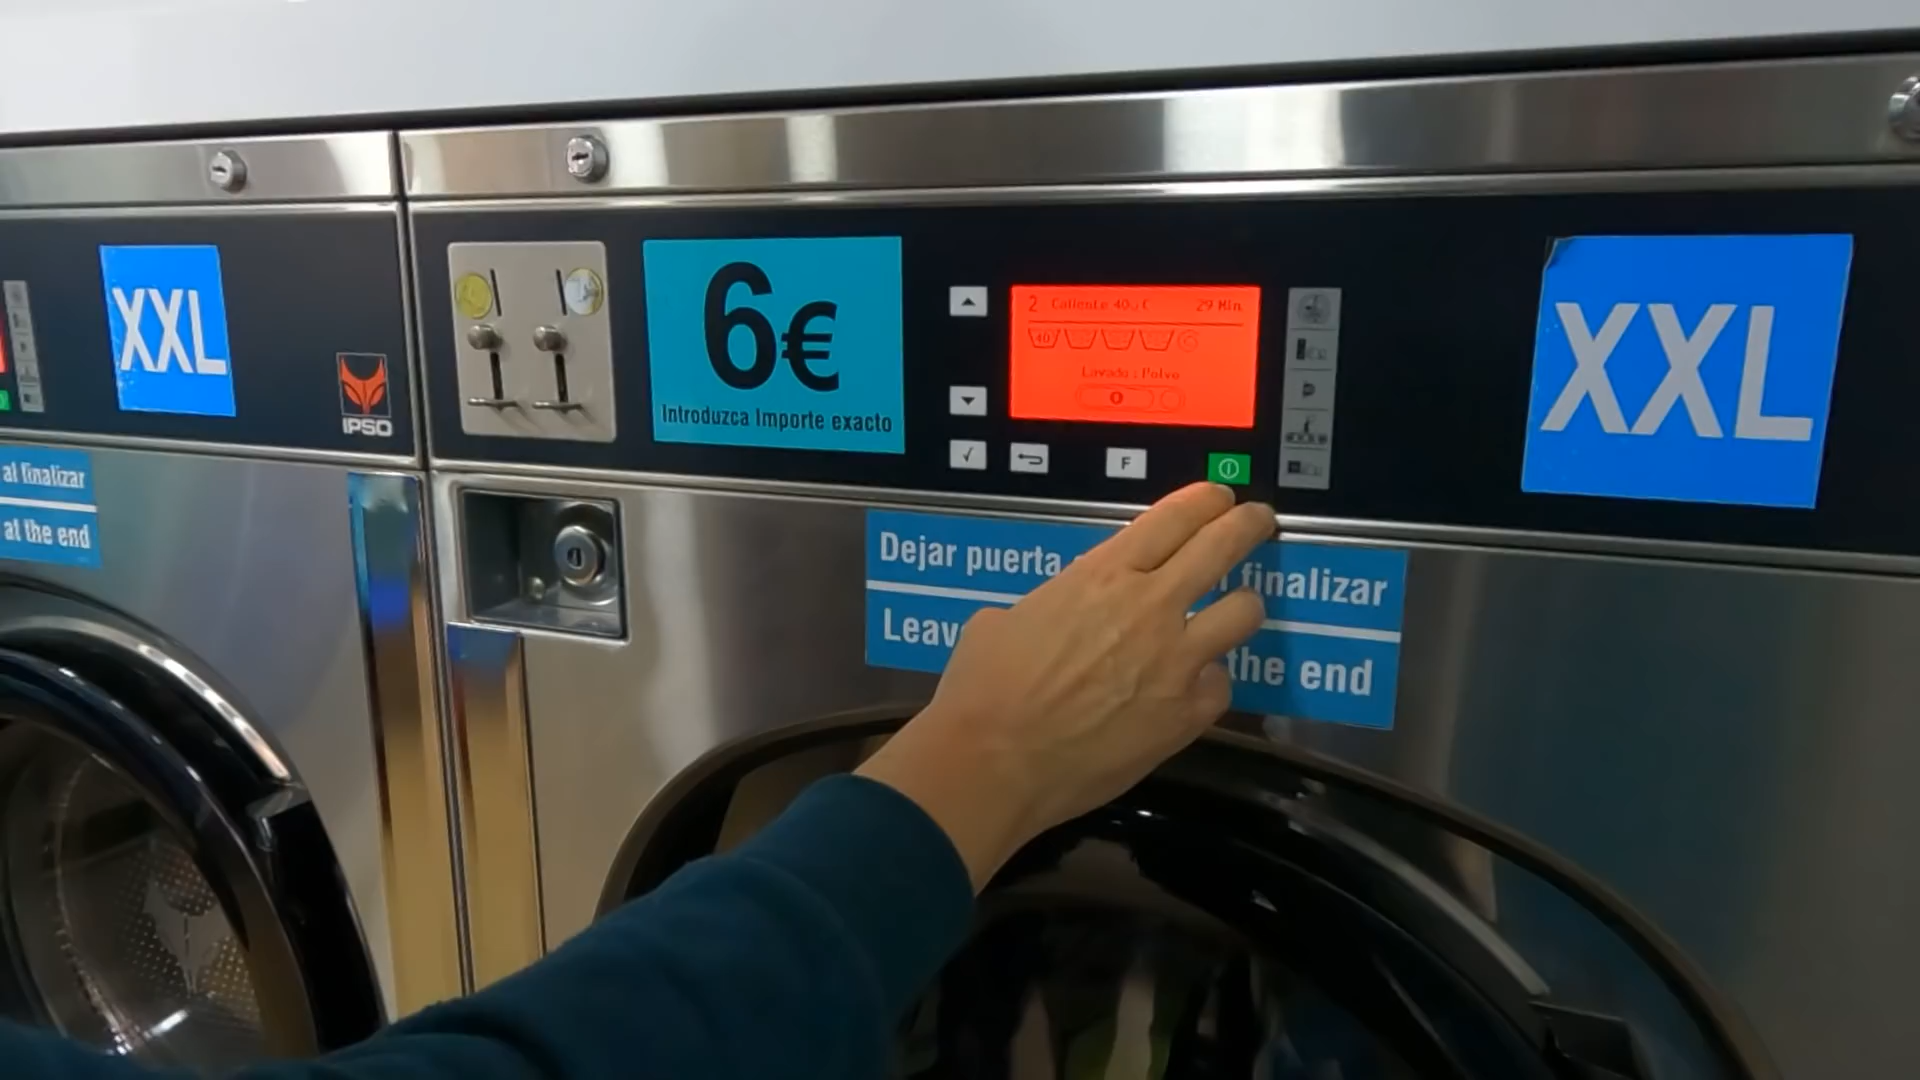 XXL
IPSO
al finalizar
at the end
6€
Introduzca Importe exacto
2 Caliente 40°C 29 Min.
40
Lavado : Polvo
F
XXL
Dejar puerta finalizar
Leave the end